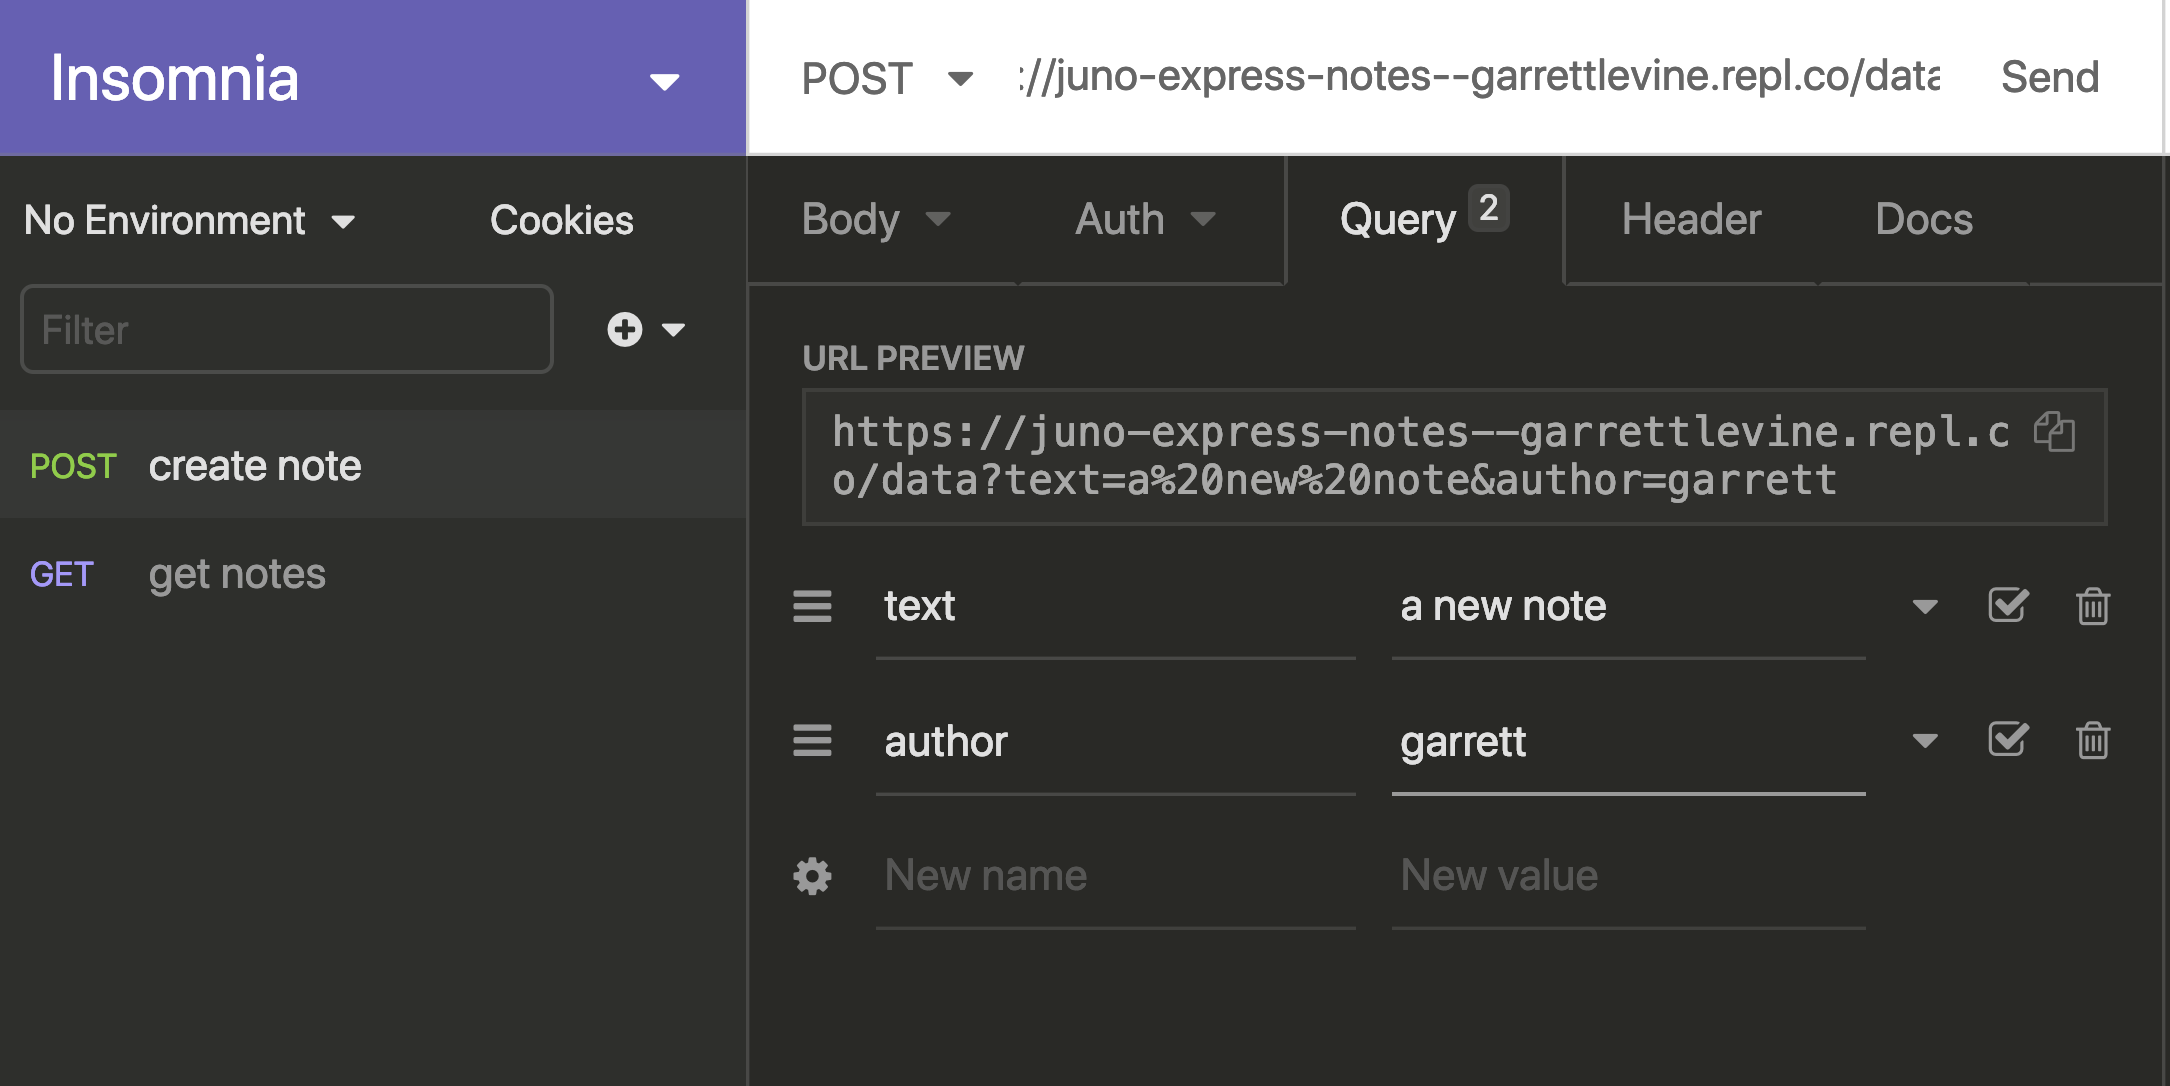 Insomnia
POST ://juno-express-notes--garrettlevine.repl.co/data Send
No Environment Cookies
Body Auth Query 2 Header Docs
Filter
URL PREVIEW
https://juno-express-notes--garrettlevine.repl.c
o/data?text=a%20new%20note&author=garrett
POST create note
GET get notes
text a new note
author garrett
New name New value